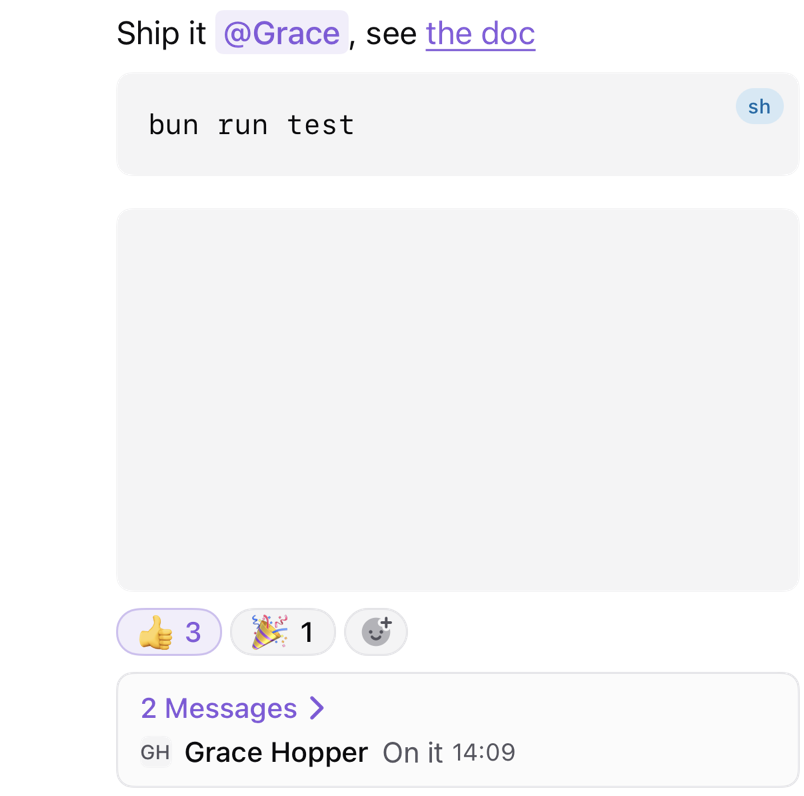 Ship it @Grace, see the doc
sh
bun run test
👍 3 🎉 1
2 Messages
GH Grace Hopper On it 14:09